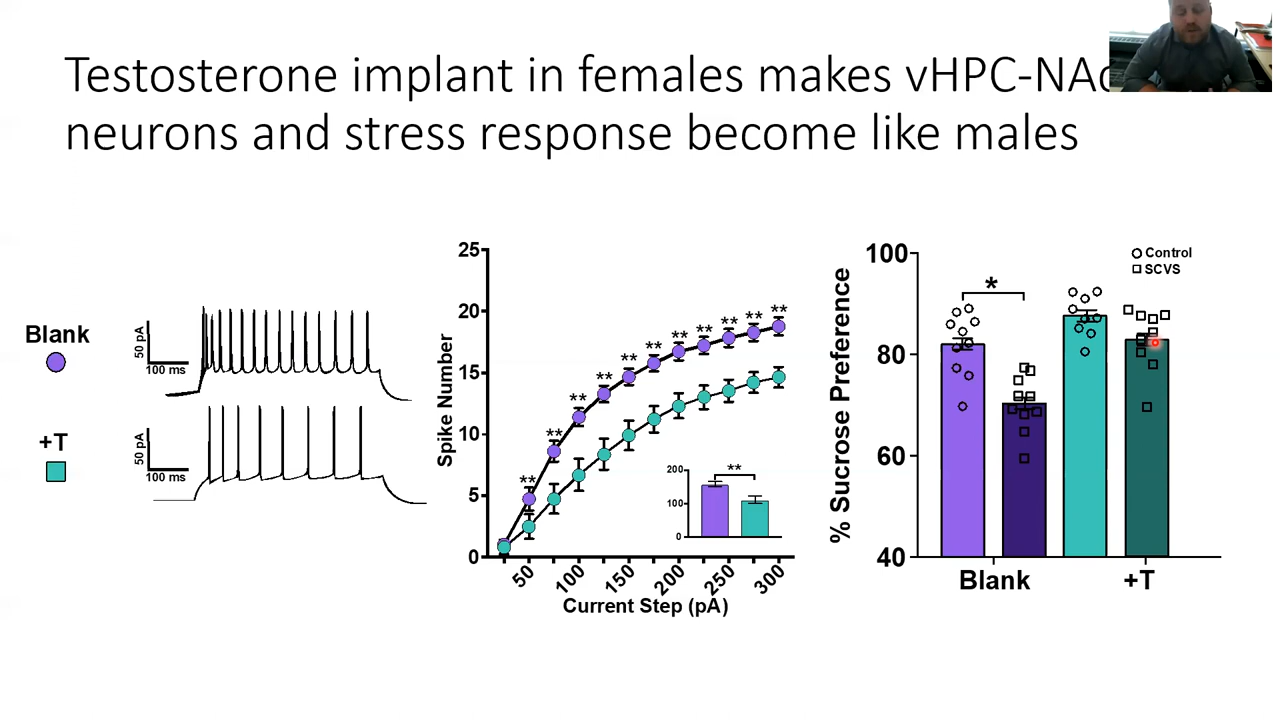 Testosterone implant in females makes vHPC-NAc
neurons and stress response become like males
Blank
+T
50 pA
100 ms
50 pA
100 ms
25
20
15
10
5
0
Spike Number
**
**
**
**
**
**
**
**
**
**
**
200
100
0
**
50
100
150
200
250
300
Current Step (pA)
100
80
60
40
% Sucrose Preference
*
Control
SCVS
Blank
+T